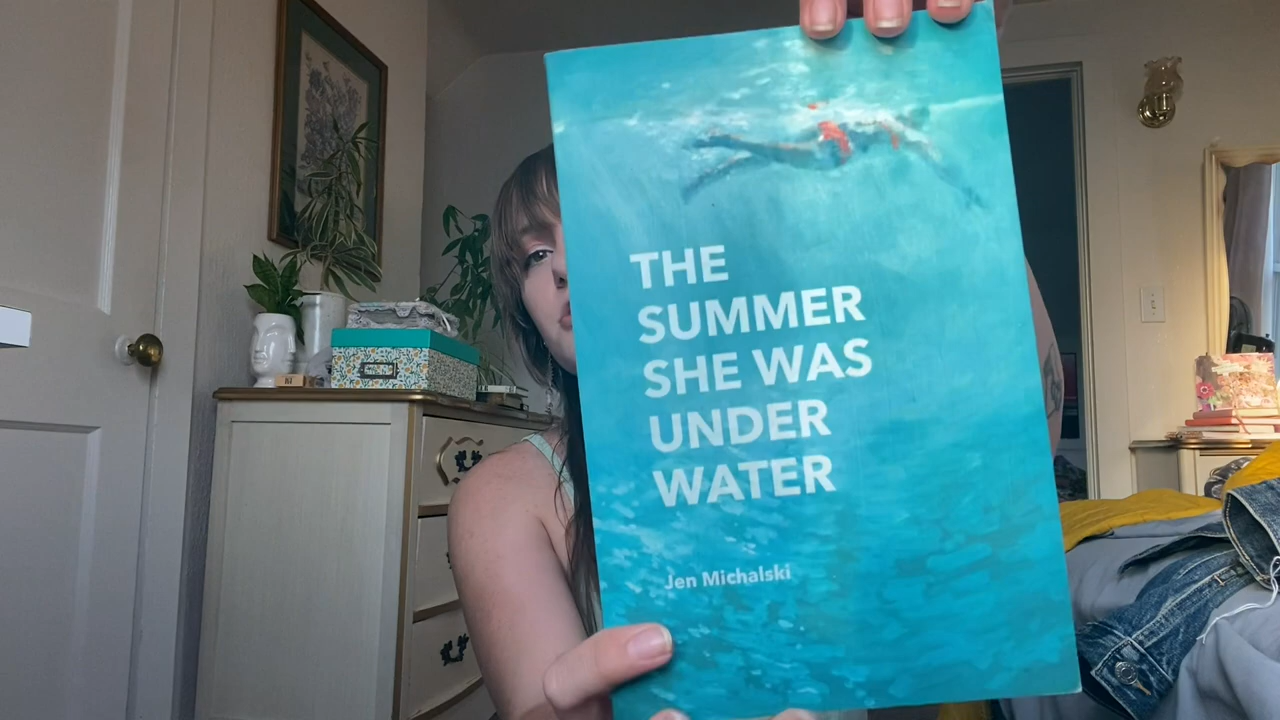 THE
SUMMER
SHE WAS
UNDER
WATER
Jen Michalski